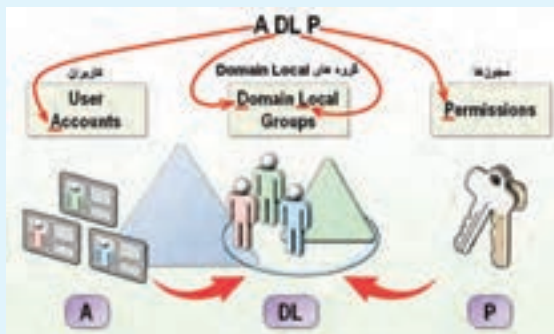 A DL P
کاربران
گروه های Domain Local
مجوزها
User
Accounts
Domain Local
Groups
Permissions
A
DL
P